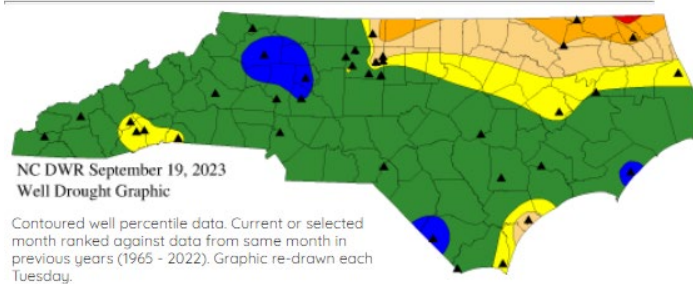 NC DWR September 19, 2023
Well Drought Graphic
Contoured well percentile data. Current or selected
month ranked against data from same month in
previous years (1965 - 2022). Graphic re-drawn each
Tuesday.